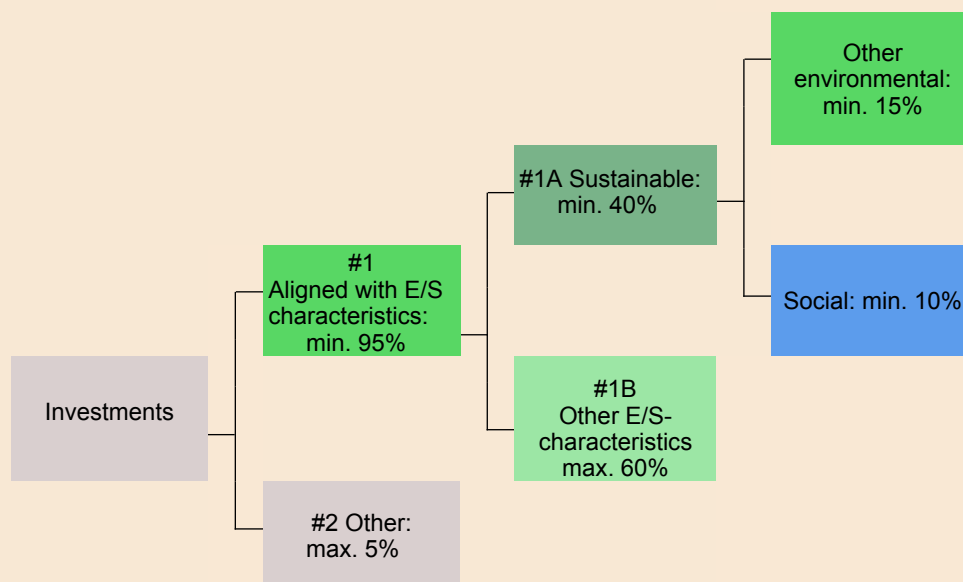 Investments
#1
Aligned with E/S
characteristics:
min. 95%
#2 Other:
max. 5%
#1A Sustainable:
min. 40%
#1B
Other E/S-
characteristics
max. 60%
Other
environmental:
min. 15%
Social: min. 10%